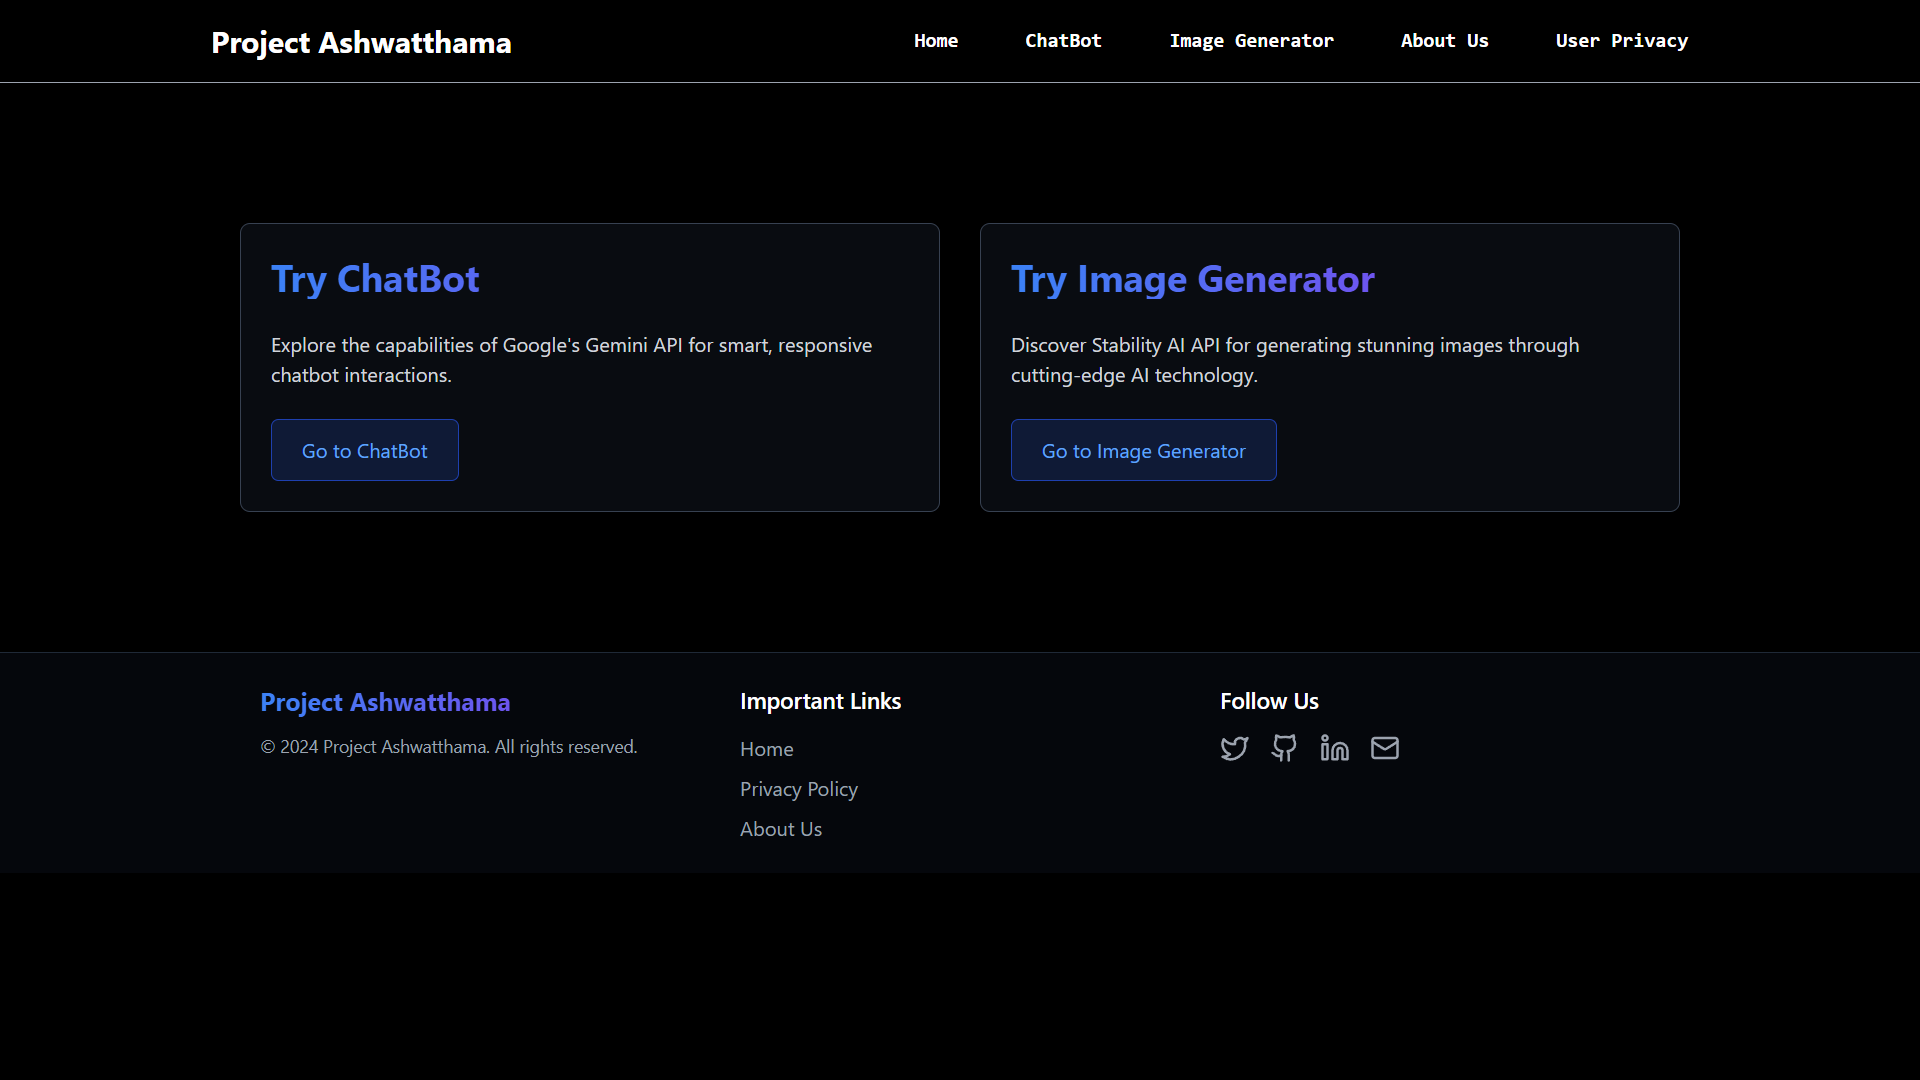 Project Ashwatthama
Home ChatBot Image Generator About Us User Privacy
Try ChatBot
Explore the capabilities of Google's Gemini API for smart, responsive
chatbot interactions.
Go to ChatBot
Try Image Generator
Discover Stability AI API for generating stunning images through
cutting-edge AI technology.
Go to Image Generator
Project Ashwatthama
© 2024 Project Ashwatthama. All rights reserved.
Important Links
Home
Privacy Policy
About Us
Follow Us